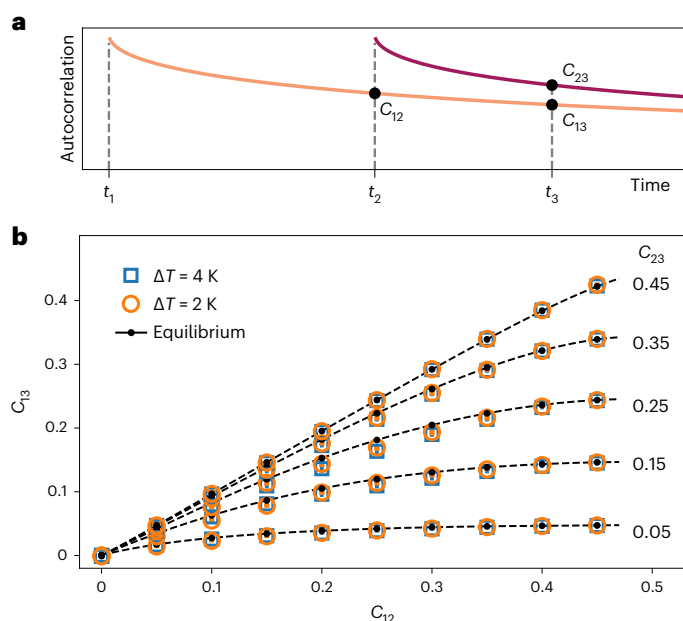 a
Autocorrelation
C23
C12
C13
t1
t2
t3
Time
b
C23
ΔT = 4 K
ΔT = 2 K
Equilibrium
0.45
0.35
0.25
0.15
0.05
C13
0.4
0.3
0.2
0.1
0
0
0.1
0.2
0.3
0.4
0.5
C12